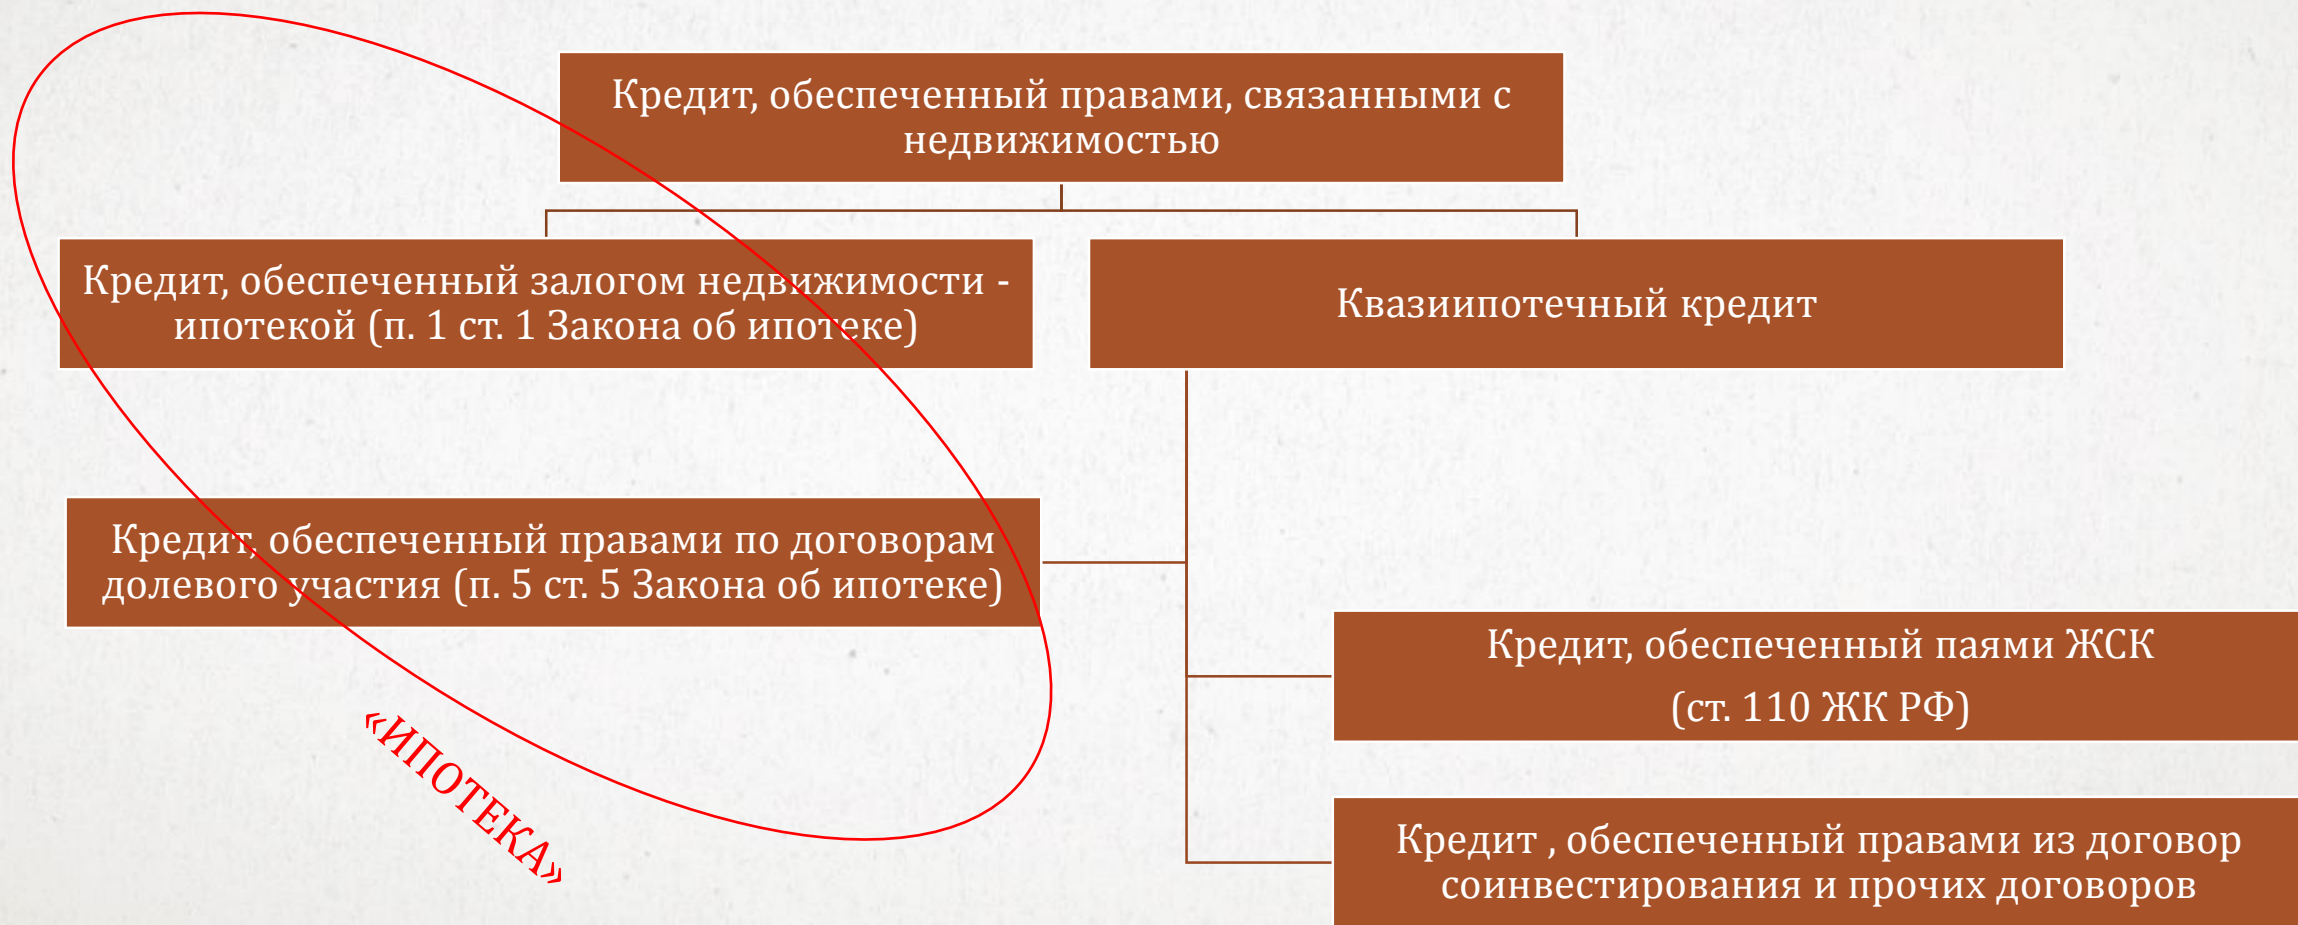 Кредит, обеспеченный правами, связанными с
недвижимостью
Кредит, обеспеченный залогом недвижимости -
ипотекой (п. 1 ст. 1 Закона об ипотеке)
Квазиипотечный кредит
Кредит, обеспеченный правами по договорам
долевого участия (п. 5 ст. 5 Закона об ипотеке)
Кредит, обеспеченный паями ЖСК
(ст. 110 ЖК РФ)
Кредит , обеспеченный правами из договор
соинвестирования и прочих договоров
«ИПОТЕКА»